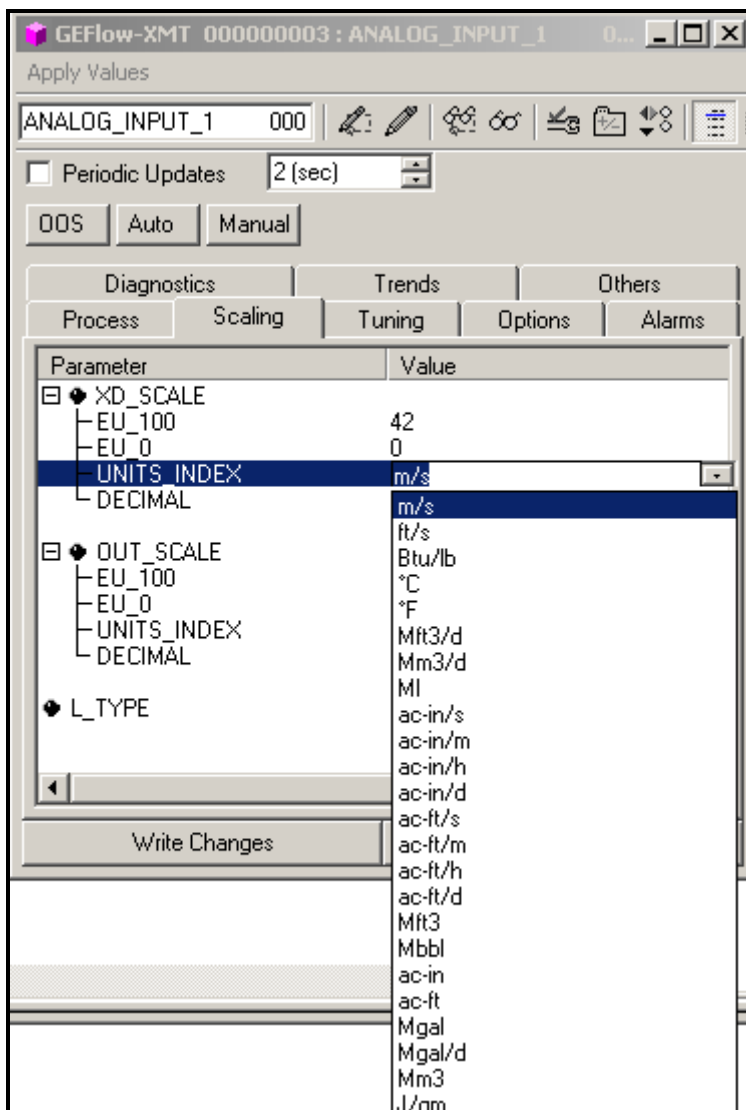 GEFlow-XMT 000000003 : ANALOG_INPUT_1 0...
Apply Values
ANALOG_INPUT_1 000
Periodic Updates 2 (sec)
OOS Auto Manual
Diagnostics Trends Others
Process Scaling Tuning Options Alarms
Parameter Value
XD_SCALE
EU_100 42
EU_0 0
UNITS_INDEX m/s
DECIMAL
OUT_SCALE
EU_100
EU_0
UNITS_INDEX
DECIMAL
L_TYPE
Write Changes
m/s
ft/s
Btu/lb
°C
°F
Mft3/d
Mm3/d
Ml
ac-in/s
ac-in/m
ac-in/h
ac-in/d
ac-ft/s
ac-ft/m
ac-ft/h
ac-ft/d
Mft3
Mbbl
ac-in
ac-ft
Mgal
Mgal/d
Mm3
J/gm